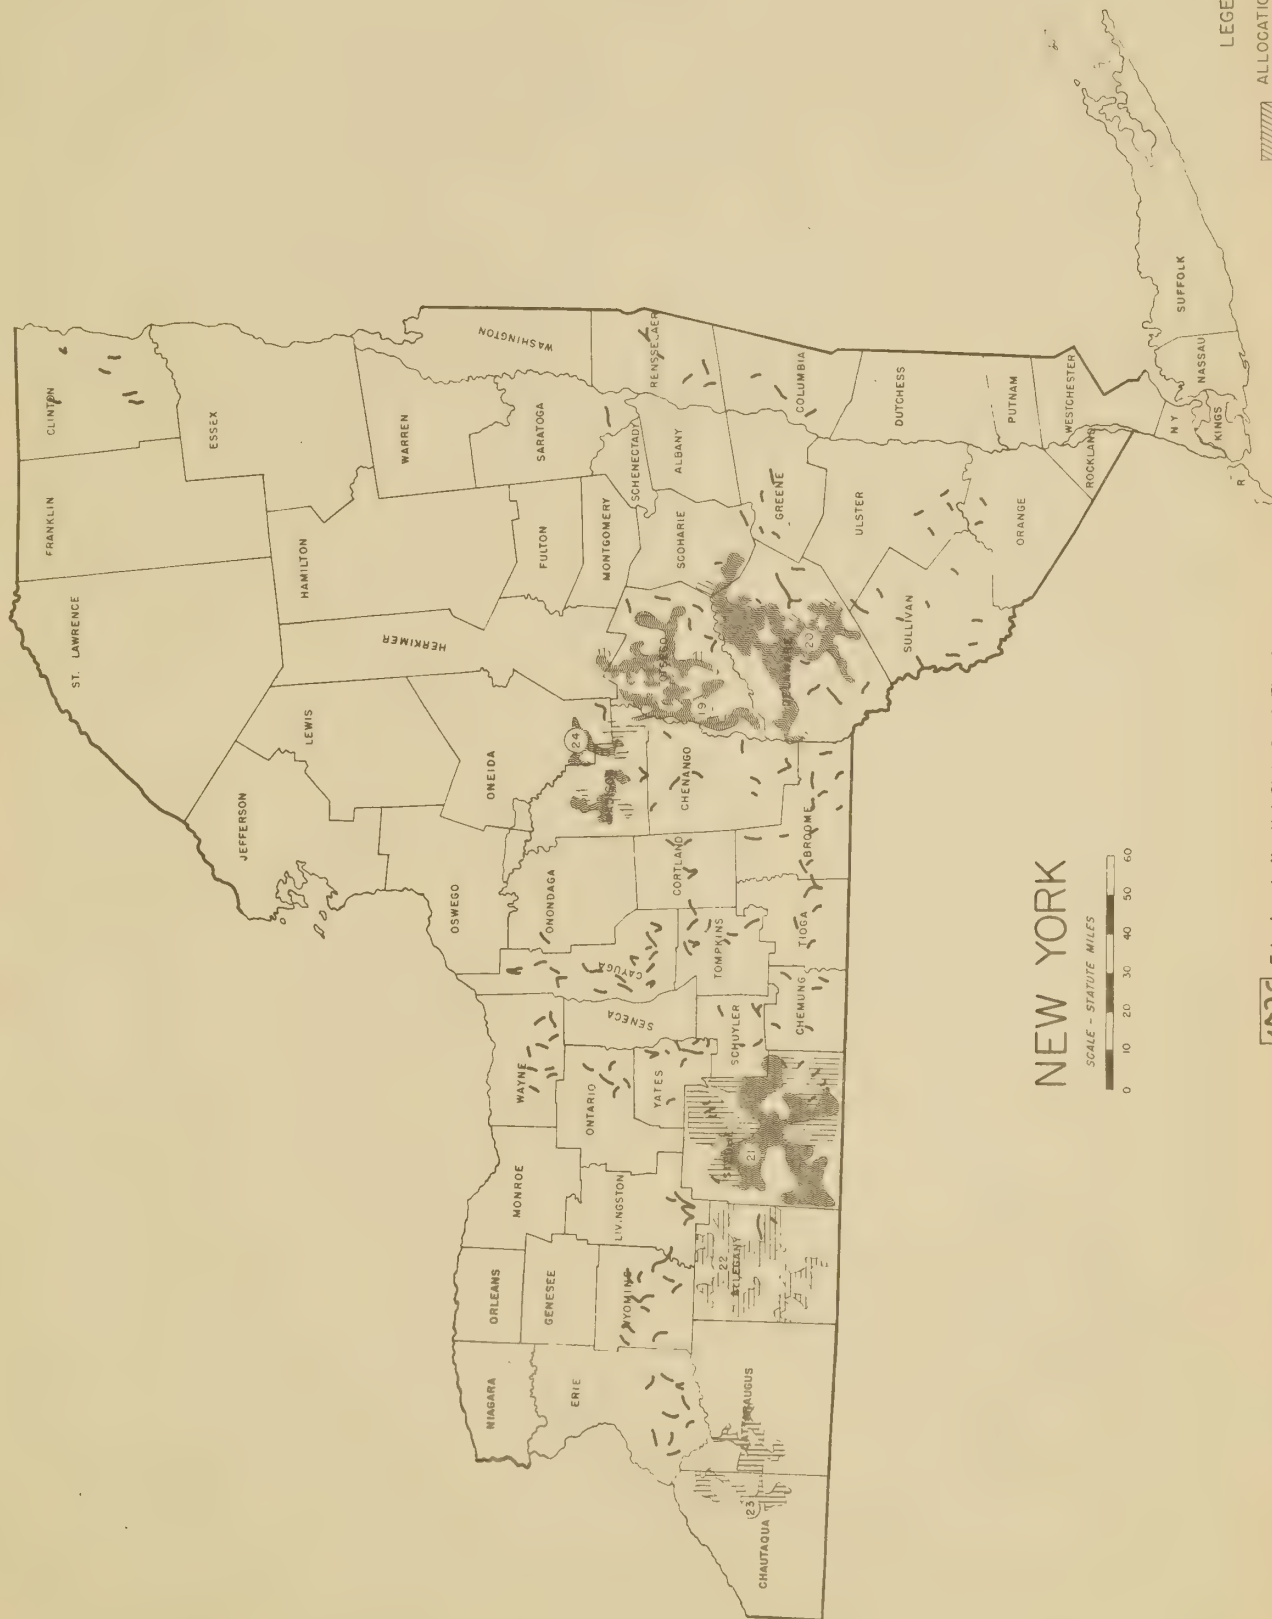 ST. LAWRENCE
FRANKLIN
CLINTON
ESSEX
JEFFERSON
LEWIS
HAMILTON
HERKIMER
WARREN
WASHINGTON
OSWEGO
ONEIDA
FULTON
SARATOGA
NIAGARA
ORLEANS
MONROE
WAYNE
CAYUGA
ONONDAGA
24
MONTGOMERY
SCHENECTADY
RENSSELAER
ERIE
GENESEE
WYOMING
LIVINGSTON
ONTARIO
SENECA
YATES
CORTLAND
CHENANGO
19
SCOHARIE
ALBANY
CHAUTAQUA
23
CATTARAUGUS
22
ALLEGANY
21
SCHUYLER
TOMPKINS
CHEMUNG
TIOGA
BROOME
DELAWARE
20
GREENE
COLUMBIA
ULSTER
DUTCHESS
SULLIVAN
ORANGE
PUTNAM
ROCKLAND
WESTCHESTER
N Y
KINGS
R
NASSAU
SUFFOLK
NEW YORK
SCALE - STATUTE MILES
0 10 20 30 40 50 60
LEGE
ALLOCATIO